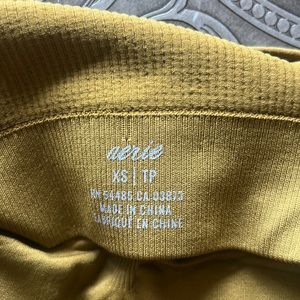 aerie
XS | TP
RN 54485 CA 03873
MADE IN CHINA
FABRIQUÉ EN CHINE